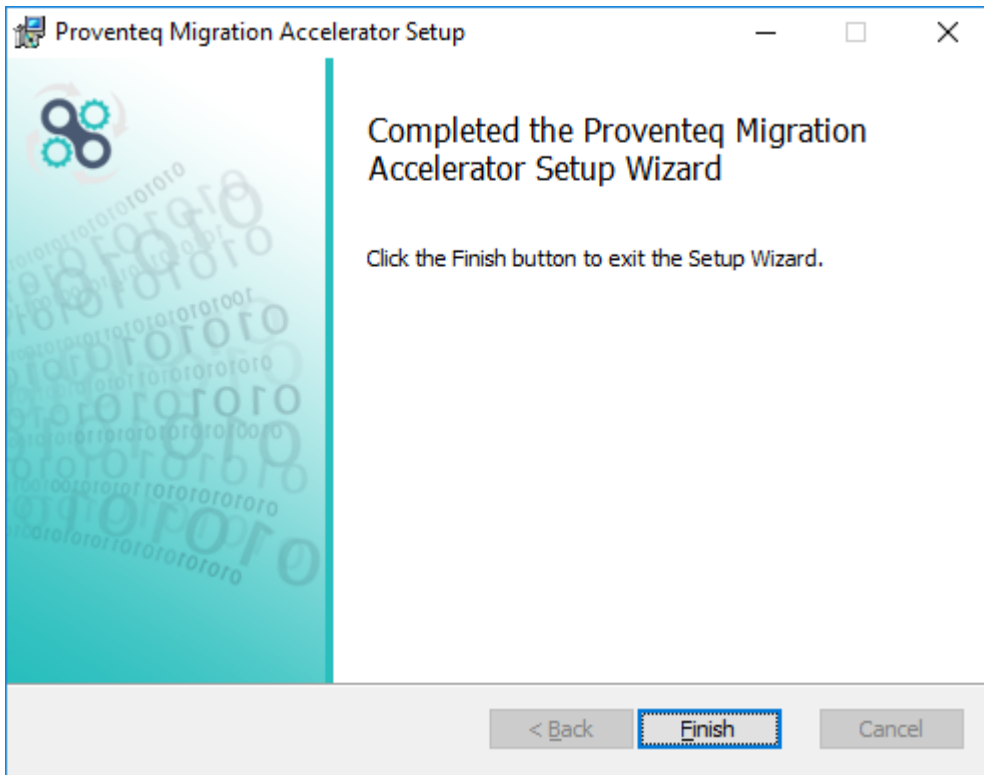 Proventeq Migration Accelerator Setup
Completed the Proventeq Migration
Accelerator Setup Wizard
Click the Finish button to exit the Setup Wizard.
< Back
Finish
Cancel